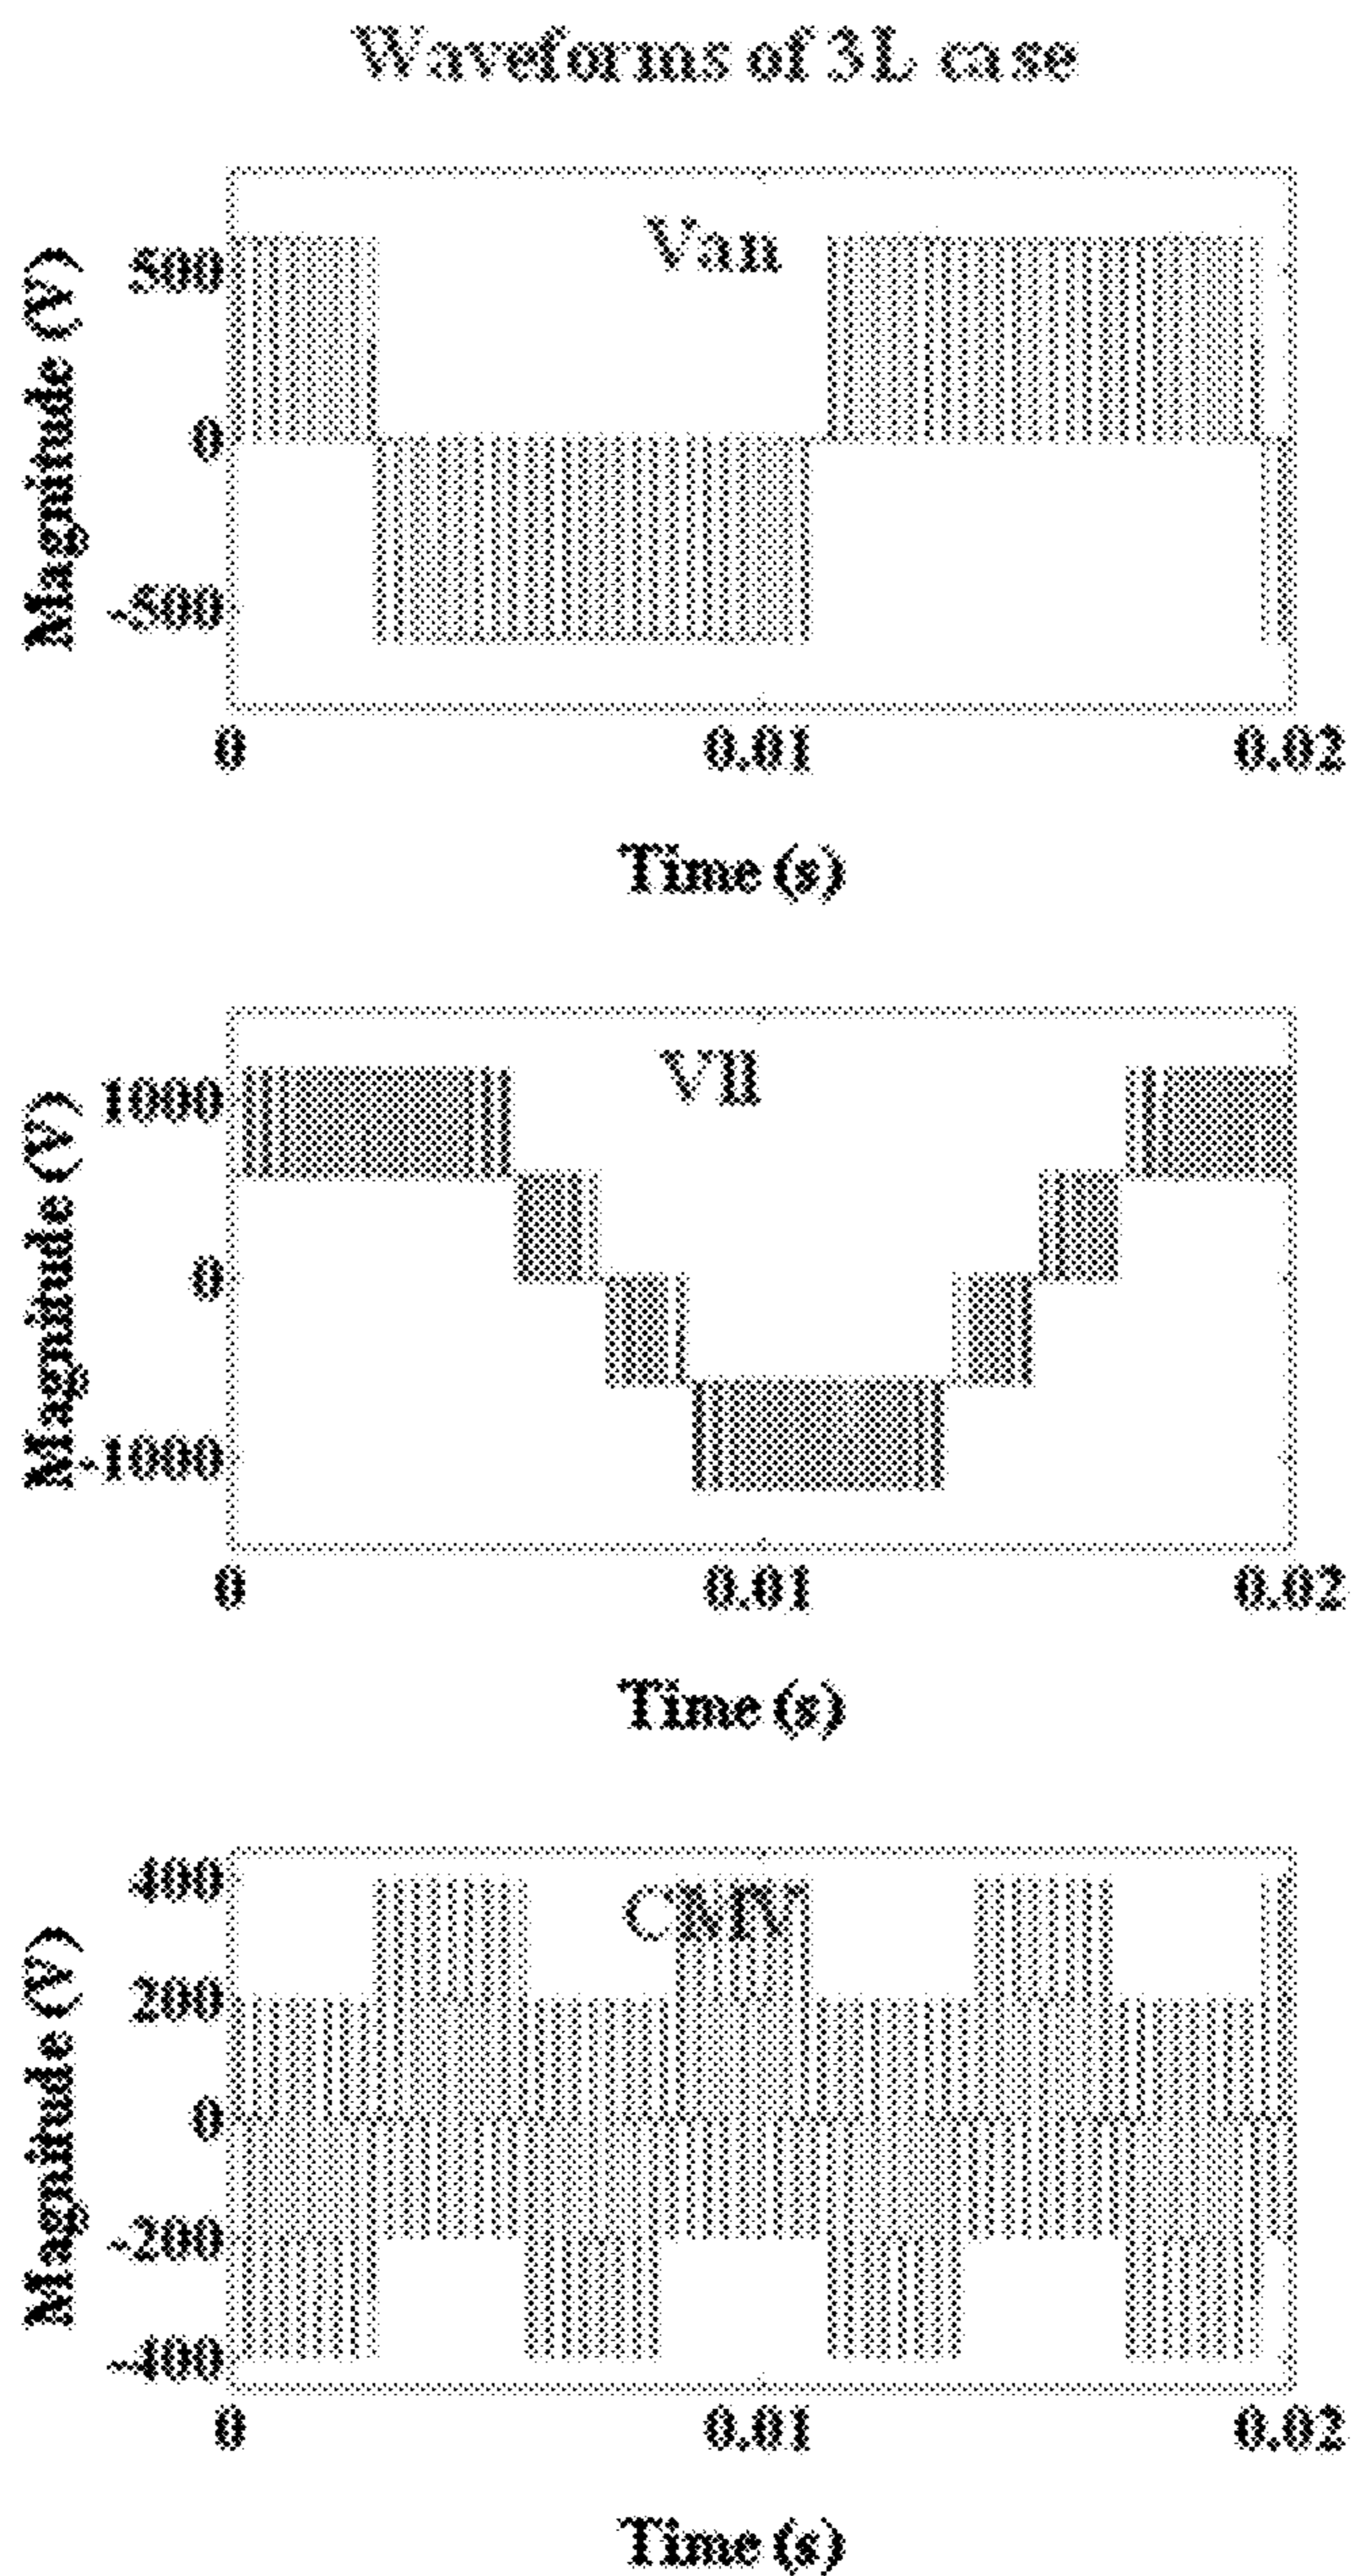 Waveforms of 3L case
Magnitude (V)
500
0
-500
Van
0 0.01 0.02
Time (s)
Magnitude (V)
1000
0
-1000
Vll
0 0.01 0.02
Time (s)
Magnitude (V)
400
200
0
-200
-400
CMV
0 0.01 0.02
Time (s)